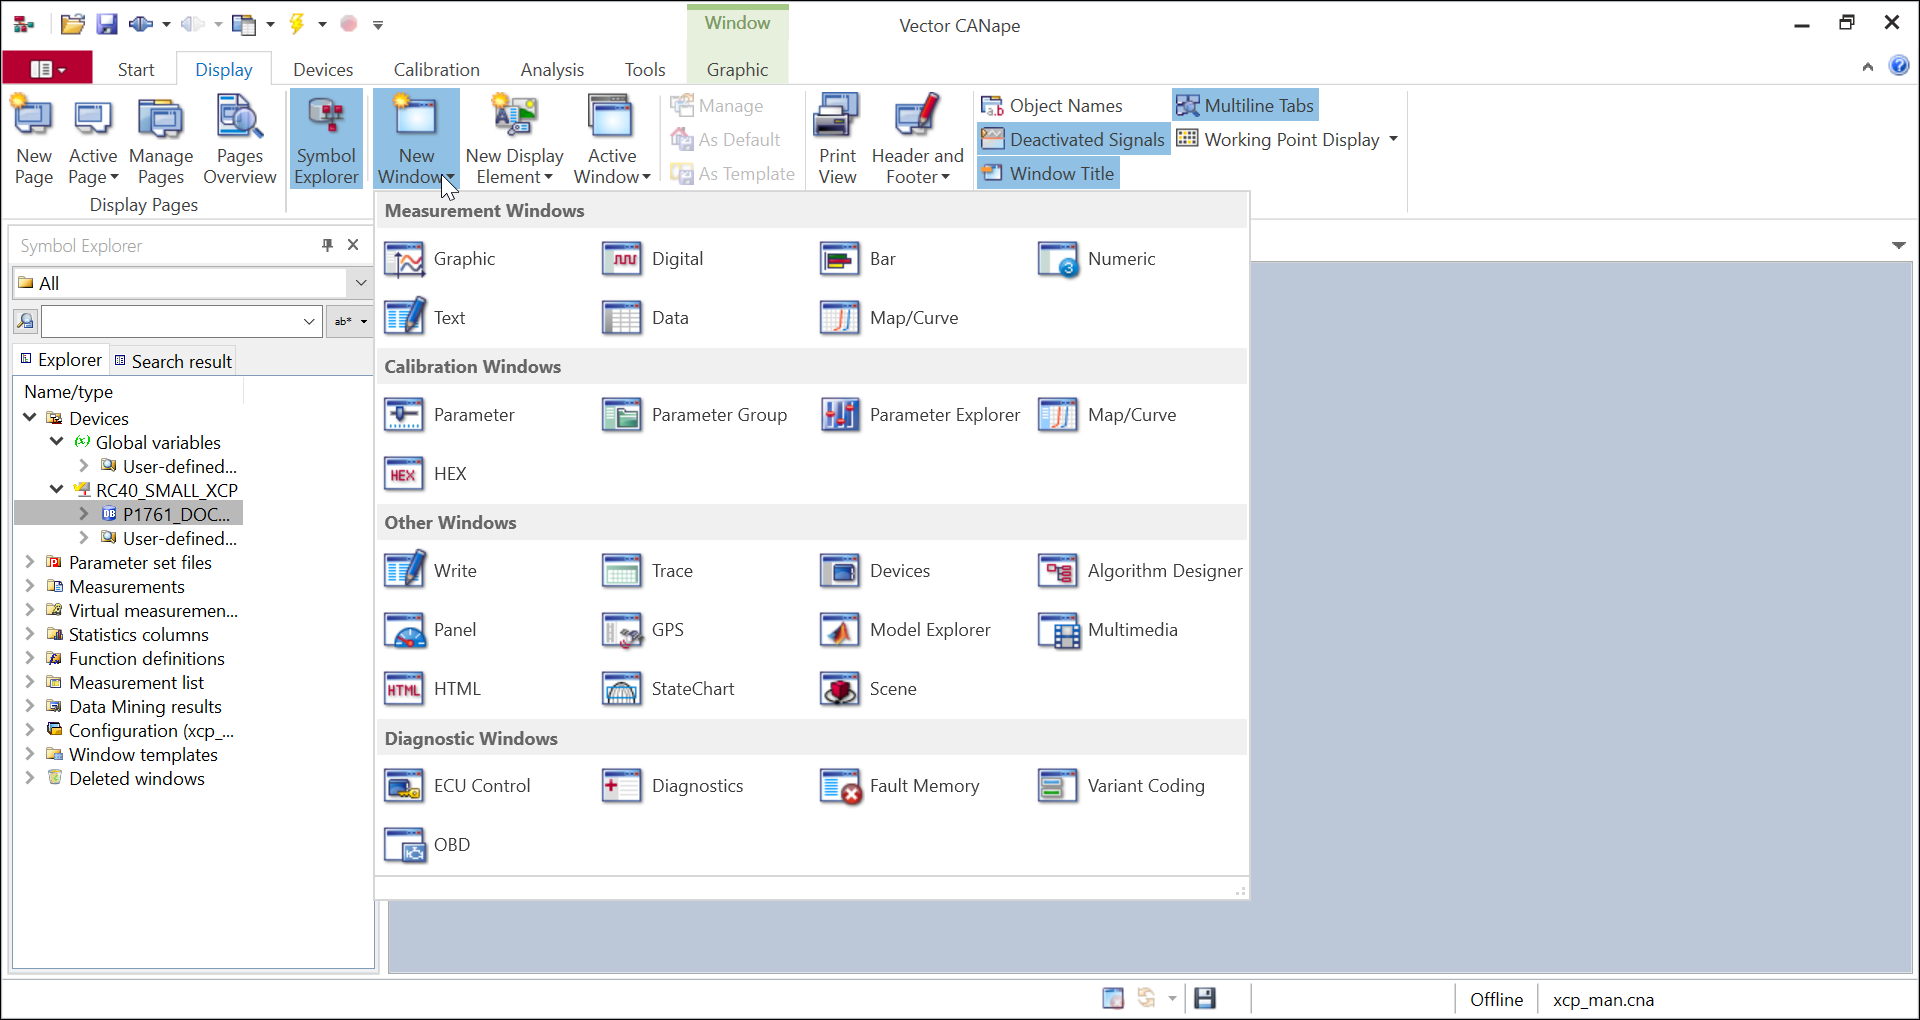 Window
Vector CANape
Start
Display
Devices
Calibration
Analysis
Tools
Graphic
New Page
Active Page
Manage Pages
Pages Overview
Display Pages
Symbol Explorer
New Window
New Display Element
Active Window
Manage
As Default
As Template
Print View
Header and Footer
Object Names
Deactivated Signals
Window Title
Multiline Tabs
Working Point Display
Symbol Explorer
All
ab*
Explorer
Search result
Name/type
Devices
Global variables
User-defined...
RC40_SMALL_XCP
P1761_DOC...
User-defined...
Parameter set files
Measurements
Virtual measuremen...
Statistics columns
Function definitions
Measurement list
Data Mining results
Configuration (xcp_...
Window templates
Deleted windows
Measurement Windows
Graphic
Digital
Bar
3
Numeric
Text
Data
Map/Curve
Calibration Windows
Parameter
Parameter Group
Parameter Explorer
Map/Curve
HEX
HEX
Other Windows
Write
Trace
Devices
Algorithm Designer
Panel
GPS
Model Explorer
Multimedia
HTML
HTML
StateChart
Scene
Diagnostic Windows
ECU Control
Diagnostics
Fault Memory
Variant Coding
OBD
Offline
xcp_man.cna